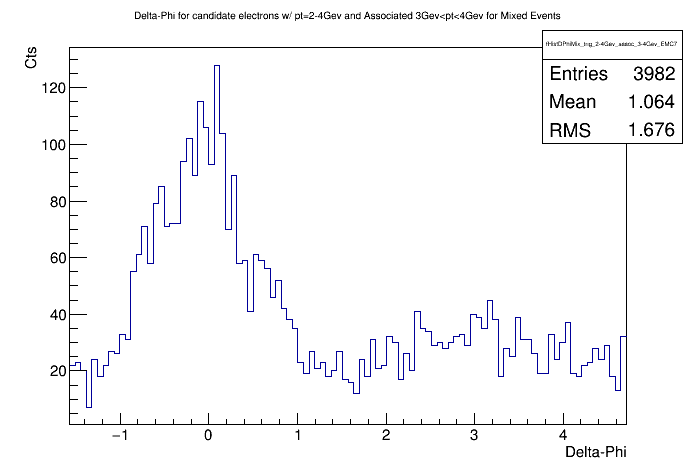 Delta-Phi for candidate electrons w/ pt=2-4Gev and Associated 3Gev<pt<4Gev for Mixed Events
Cts
fHistDPhiMix_trig_2-4Gev_assoc_3-4Gev_EMC7
Entries 3982
Mean 1.064
RMS 1.676
120
100
80
60
40
20
−1 0 1 2 3 4
Delta-Phi